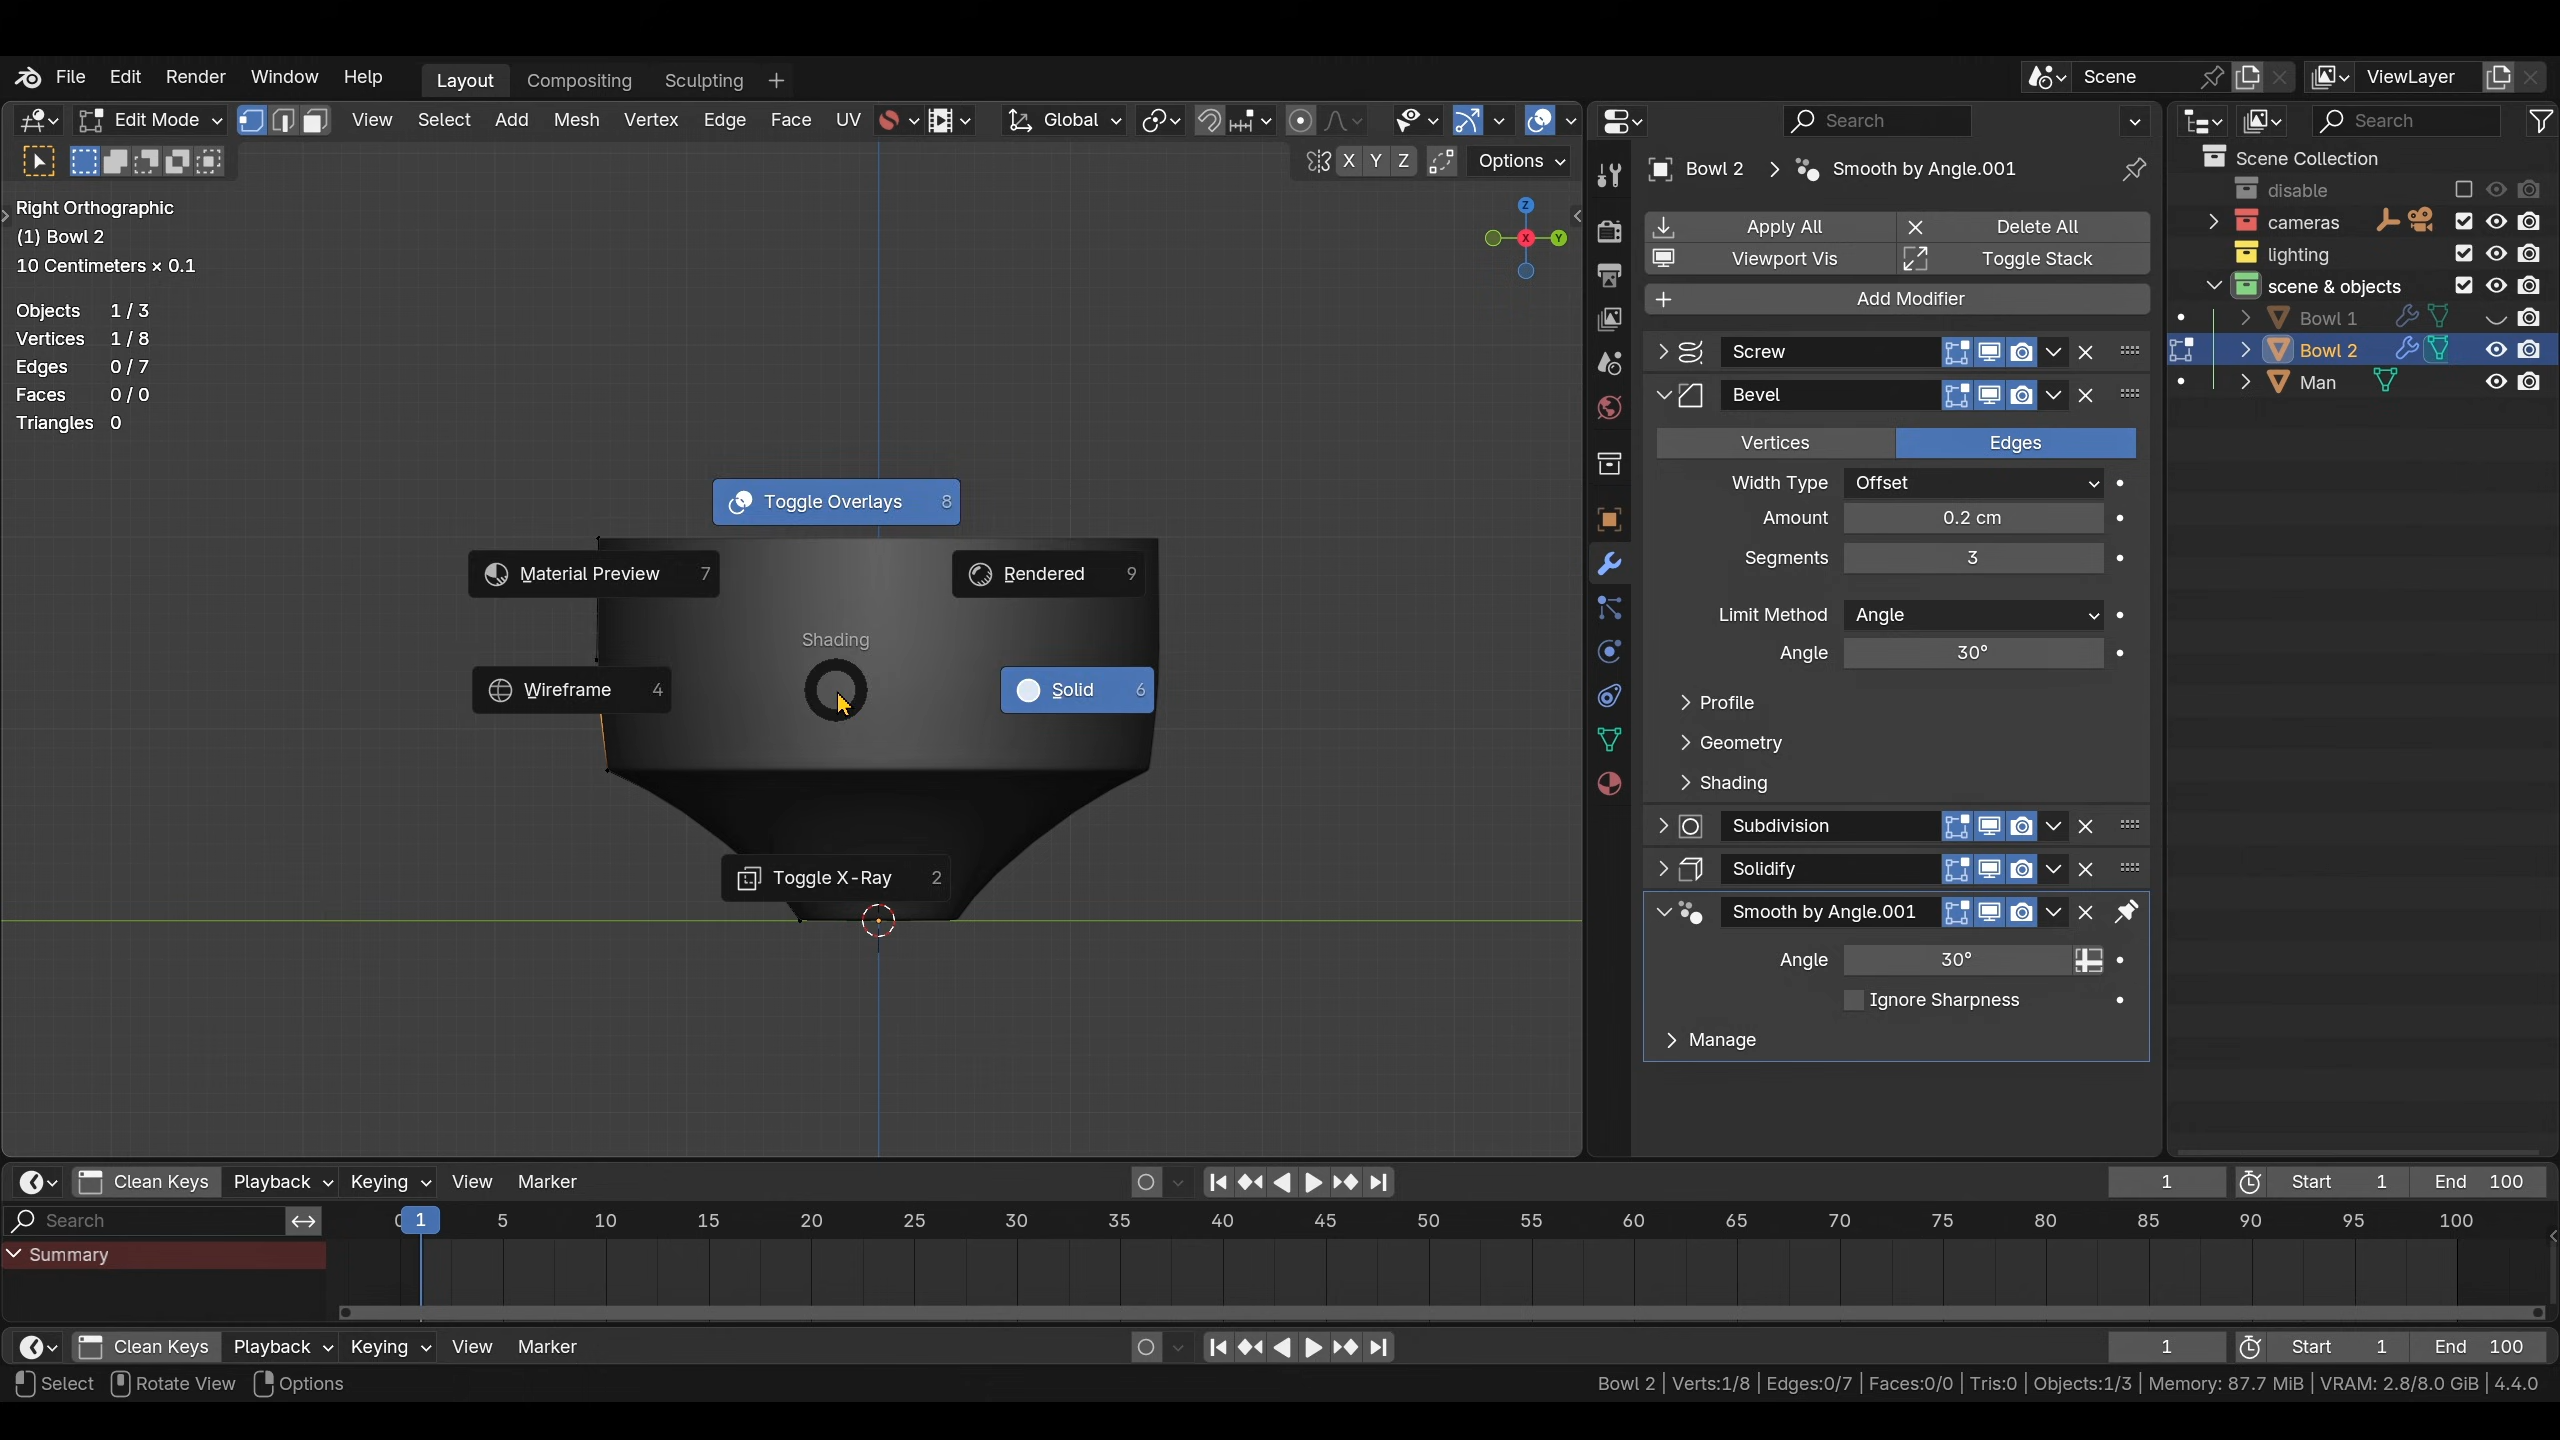 File Edit Render Window Help Layout Compositing Sculpting Scene ViewLayer
Edit Mode View Select Add Mesh Vertex Edge Face UV Global Search Search
X Y Z Options
Right Orthographic
(1) Bowl 2
10 Centimeters × 0.1
Objects 1 / 3
Vertices 1 / 8
Edges 0 / 7
Faces 0 / 0
Triangles 0
Z
X
Y
Toggle Overlays 8
Material Preview 7
Rendered 9
Shading
Wireframe 4
Solid 6
Toggle X-Ray 2
Bowl 2 Smooth by Angle.001
Apply All Delete All
Viewport Vis Toggle Stack
Add Modifier
Screw
Bevel
Vertices Edges
Width Type Offset
Amount 0.2 cm
Segments 3
Limit Method Angle
Angle 30°
Profile
Geometry
Shading
Subdivision
Solidify
Smooth by Angle.001
Angle 30°
Ignore Sharpness
Manage
Scene Collection
disable
cameras
lighting
scene & objects
Bowl 1
Bowl 2
Man
Clean Keys Playback Keying View Marker 1 Start 1 End 100
Search 1 5 10 15 20 25 30 35 40 45 50 55 60 65 70 75 80 85 90 95 100
Summary
Clean Keys Playback Keying View Marker 1 Start 1 End 100
Select Rotate View Options Bowl 2 | Verts:1/8 | Edges:0/7 | Faces:0/0 | Tris:0 | Objects:1/3 | Memory: 87.7 MiB | VRAM: 2.8/8.0 GiB | 4.4.0